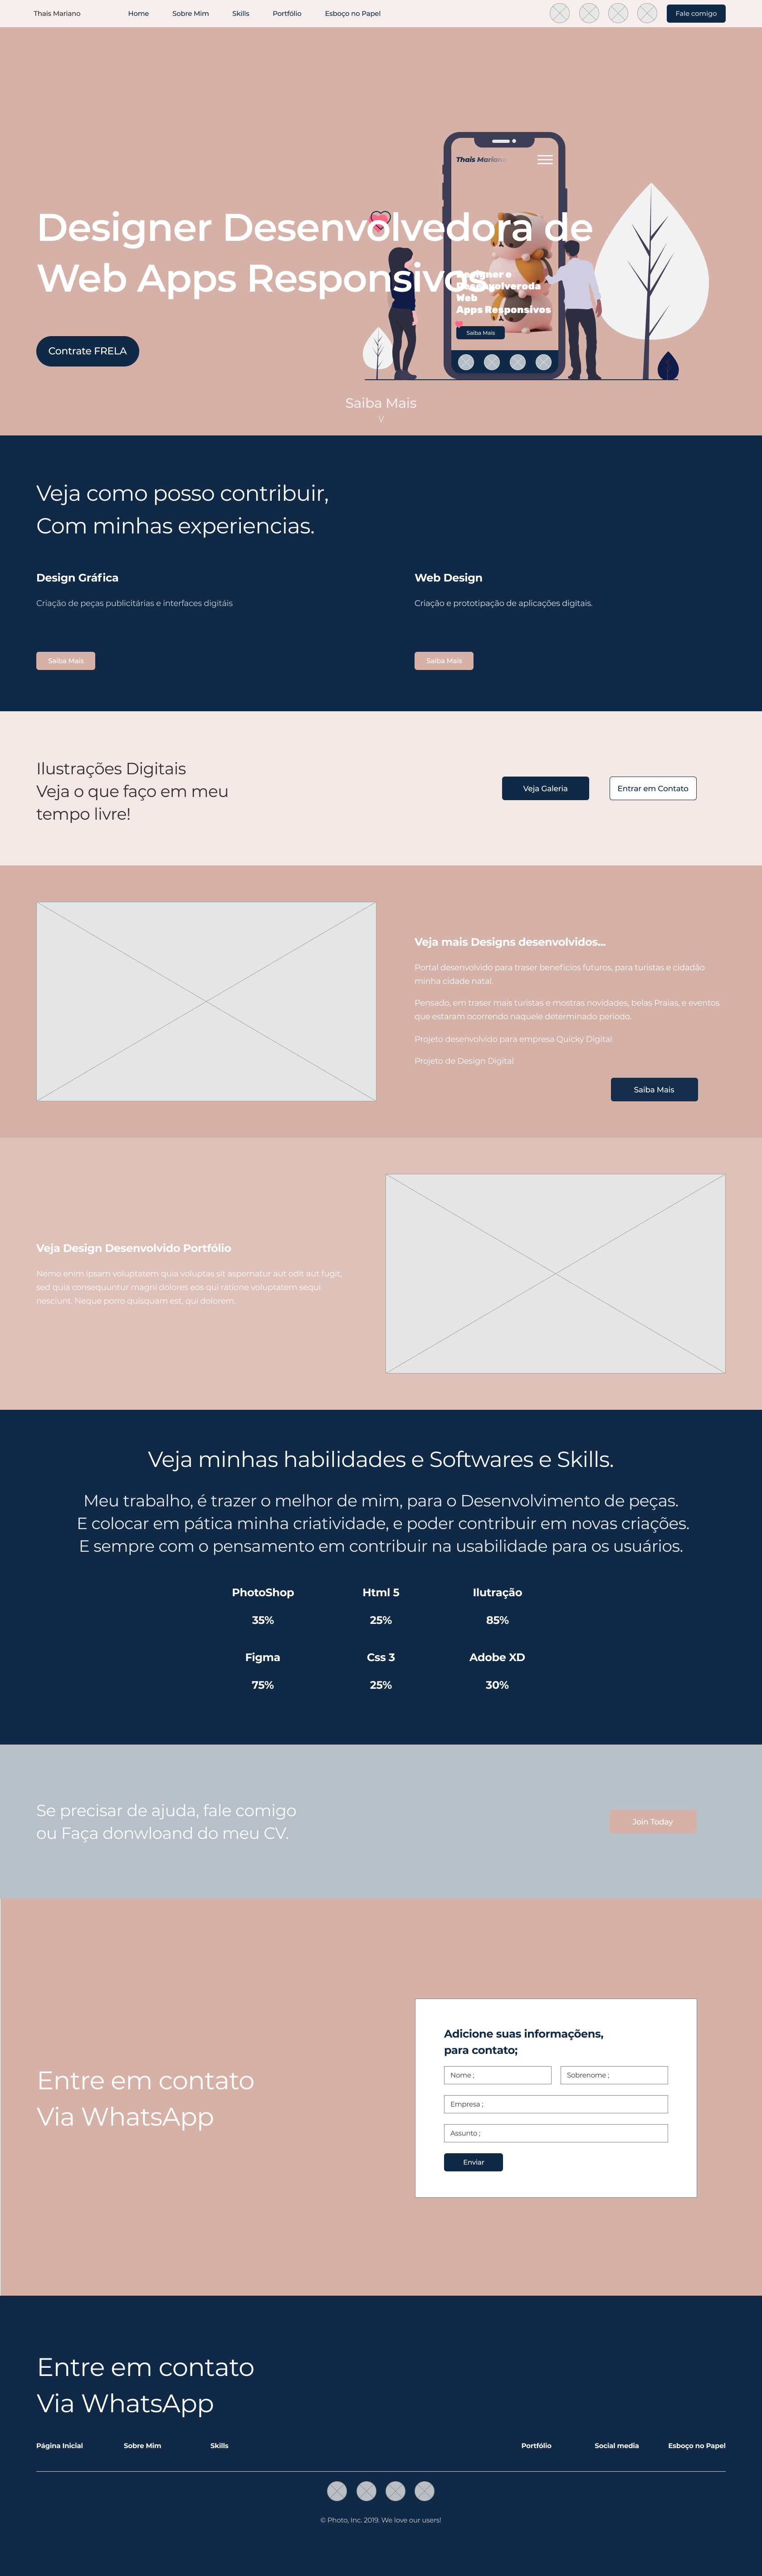 Thais Mariano
Home
Sobre Mim
Skills
Portfólio
Esboço no Papel
Fale comigo
Thais Mariano
Designer Desenvolvedora de
Web Apps Responsivos.
Designer e
Desenvolveroda
Web
Apps Responsivos
Saiba Mais
Contrate FRELA
Saiba Mais
V
Veja como posso contribuir,
Com minhas experiencias.
Design Gráfica
Criação de peças publicitárias e interfaces digitáis
Saiba Mais
Web Design
Criação e prototipação de aplicações digitais.
Saiba Mais
Ilustrações Digitais
Veja o que faço em meu
tempo livre!
Veja Galeria
Entrar em Contato
Veja mais Designs desenvolvidos...
Portal desenvolvido para traser benefícios futuros, para turistas e cidadão
minha cidade natal.
Pensado, em traser mais turistas e mostras novidades, belas Praias, e eventos
que estaram ocorrendo naquele determinado periodo.
Projeto desenvolvido para empresa Quicky Digital
Projeto de Design Digital
Saiba Mais
Veja Design Desenvolvido Portfólio
Nemo enim ipsam voluptatem quia voluptas sit aspernatur aut odit aut fugit,
sed quia consequuntur magni dolores eos qui ratione voluptatem sequi
nesciunt. Neque porro quisquam est, qui dolorem.
Veja minhas habilidades e Softwares e Skills.
Meu trabalho, é trazer o melhor de mim, para o Desenvolvimento de peças.
E colocar em pática minha criatividade, e poder contribuir em novas criações.
E sempre com o pensamento em contribuir na usabilidade para os usuários.
PhotoShop
Html 5
Ilutração
35%
25%
85%
Figma
Css 3
Adobe XD
75%
25%
30%
Se precisar de ajuda, fale comigo
ou Faça donwloand do meu CV.
Join Today
Entre em contato
Via WhatsApp
Adicione suas informaçõens,
para contato;
Nome ;
Sobrenome ;
Empresa ;
Assunto ;
Enviar
Entre em contato
Via WhatsApp
Página Inicial
Sobre Mim
Skills
Portfólio
Social media
Esboço no Papel
© Photo, Inc. 2019. We love our users!